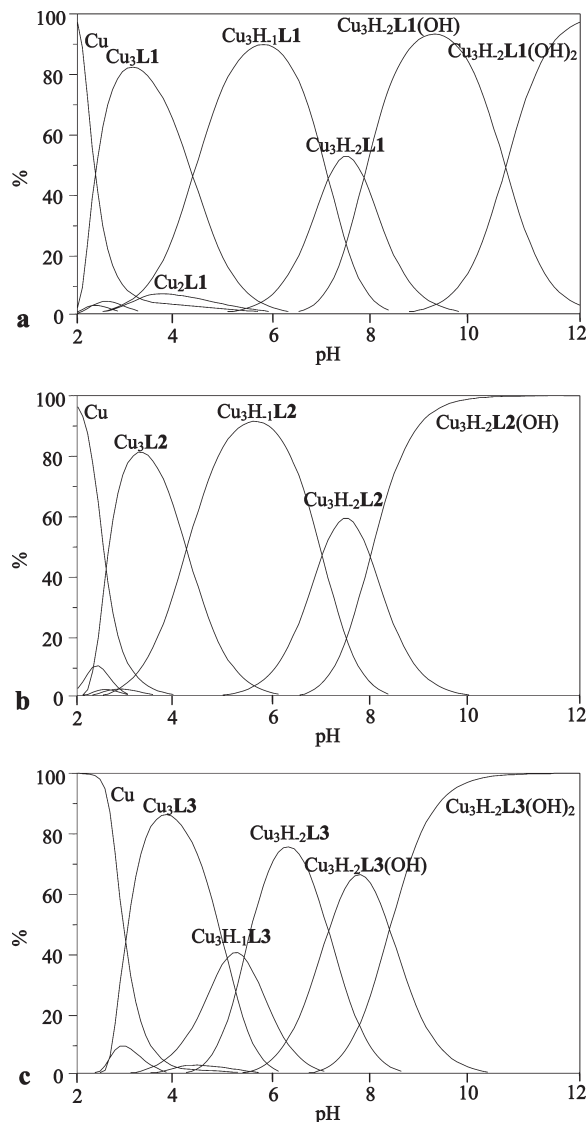 100
80
60
40
20
0
%
Cu
Cu₃L1
Cu₃H₋₁L1
Cu₃H₋₂L1(OH)
Cu₃H₋₂L1(OH)₂
Cu₃H₋₂L1
Cu₂L1
a
2 4 6 8 10 12
pH
100
80
60
40
20
0
%
Cu
Cu₃L2
Cu₃H₋₁L2
Cu₃H₋₂L2(OH)
Cu₃H₋₂L2
b
2 4 6 8 10 12
pH
100
80
60
40
20
0
%
Cu
Cu₃L3
Cu₃H₋₂L3
Cu₃H₋₂L3(OH)₂
Cu₃H₋₂L3(OH)
Cu₃H₋₁L3
c
2 4 6 8 10 12
pH